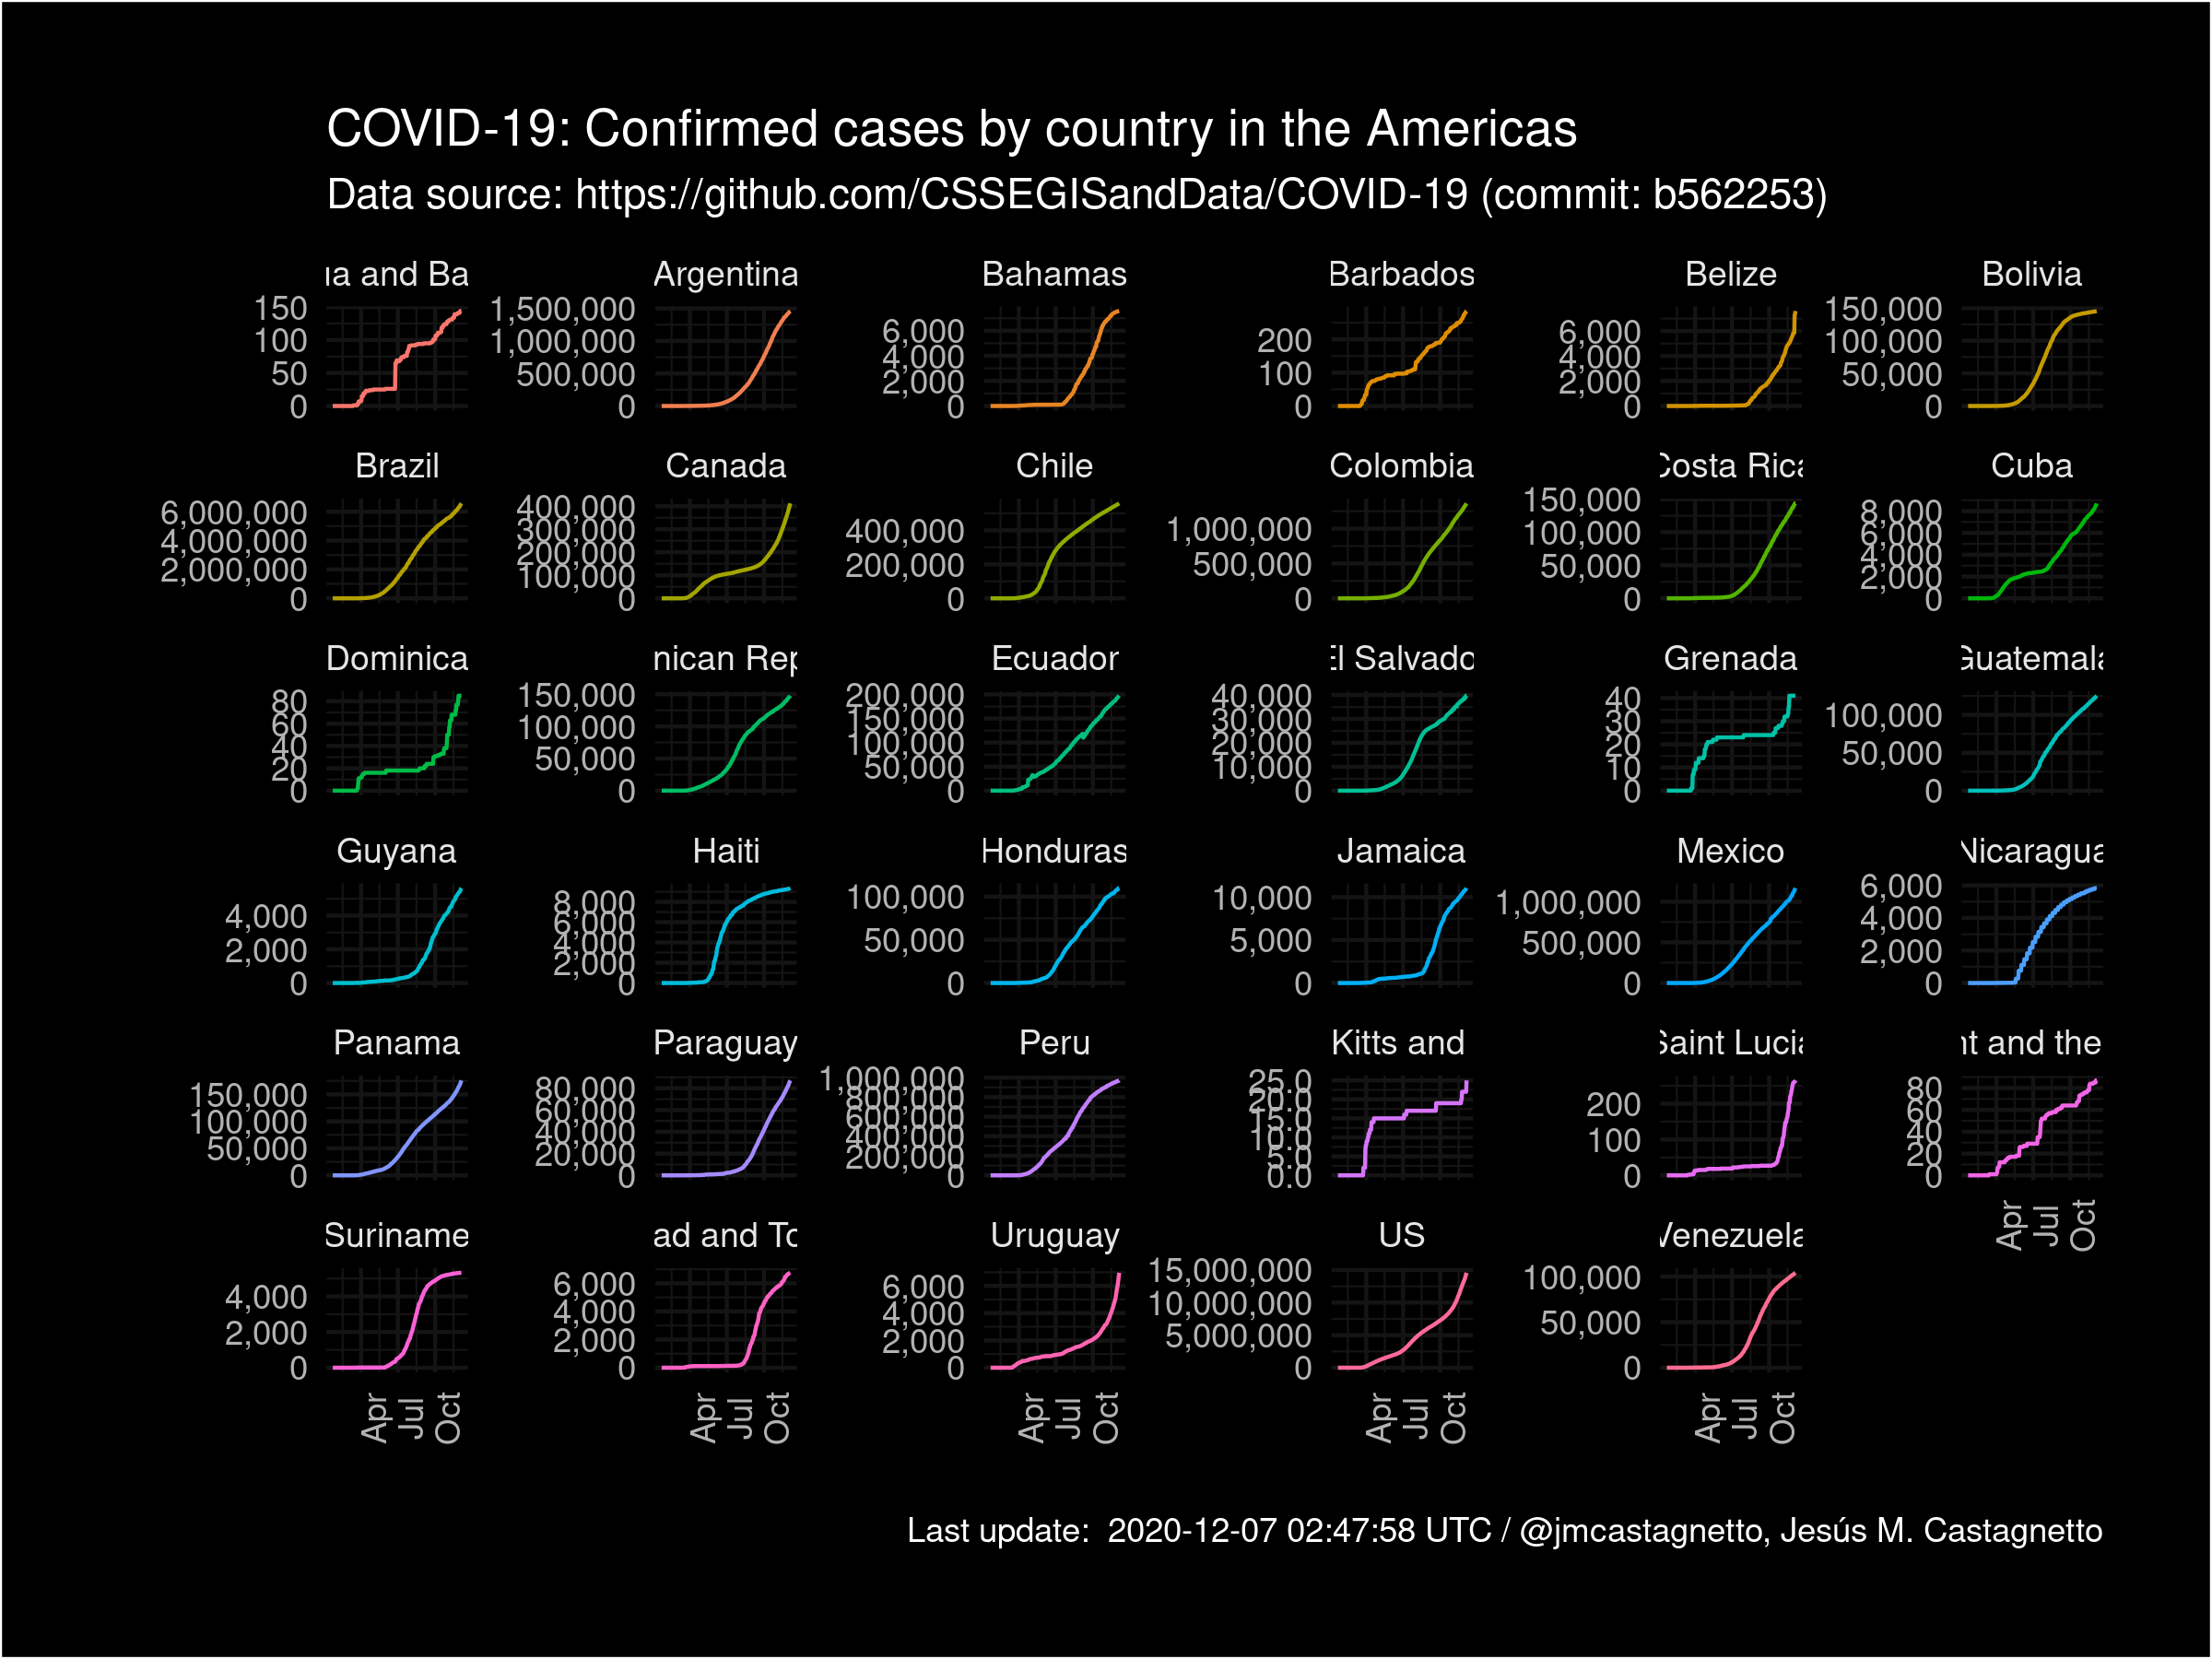 COVID-19: Confirmed cases by country in the Americas
Data source: https://github.com/CSSEGISandData/COVID-19 (commit: b562253)
ua and Ba
150
100
50
0
Argentina
1,500,000
1,000,000
500,000
0
Bahamas
6,000
4,000
2,000
0
Barbados
200
100
0
Belize
6,000
4,000
2,000
0
Bolivia
150,000
100,000
50,000
0
Brazil
6,000,000
4,000,000
2,000,000
0
Canada
400,000
300,000
200,000
100,000
0
Chile
400,000
200,000
0
Colombia
1,000,000
500,000
0
Costa Rica
150,000
100,000
50,000
0
Cuba
8,000
6,000
4,000
2,000
0
Dominica
80
60
40
20
0
nican Rep
150,000
100,000
50,000
0
Ecuador
200,000
150,000
100,000
50,000
0
El Salvado
40,000
30,000
20,000
10,000
0
Grenada
40
30
20
10
0
Guatemala
100,000
50,000
0
Guyana
4,000
2,000
0
Haiti
8,000
6,000
4,000
2,000
0
Honduras
100,000
50,000
0
Jamaica
10,000
5,000
0
Mexico
1,000,000
500,000
0
Nicaragua
6,000
4,000
2,000
0
Panama
150,000
100,000
50,000
0
Paraguay
80,000
60,000
40,000
20,000
0
Peru
1,000,000
800,000
600,000
400,000
200,000
0
Kitts and
25.0
20.0
15.0
10.0
5.0
0.0
Saint Lucia
200
100
0
nt and the
80
60
40
20
0
Apr
Jul
Oct
Suriname
4,000
2,000
0
Apr
Jul
Oct
ad and To
6,000
4,000
2,000
0
Apr
Jul
Oct
Uruguay
6,000
4,000
2,000
0
Apr
Jul
Oct
US
15,000,000
10,000,000
5,000,000
0
Apr
Jul
Oct
Venezuela
100,000
50,000
0
Apr
Jul
Oct
Last update:  2020-12-07 02:47:58 UTC / @jmcastagnetto, Jesús M. Castagnetto